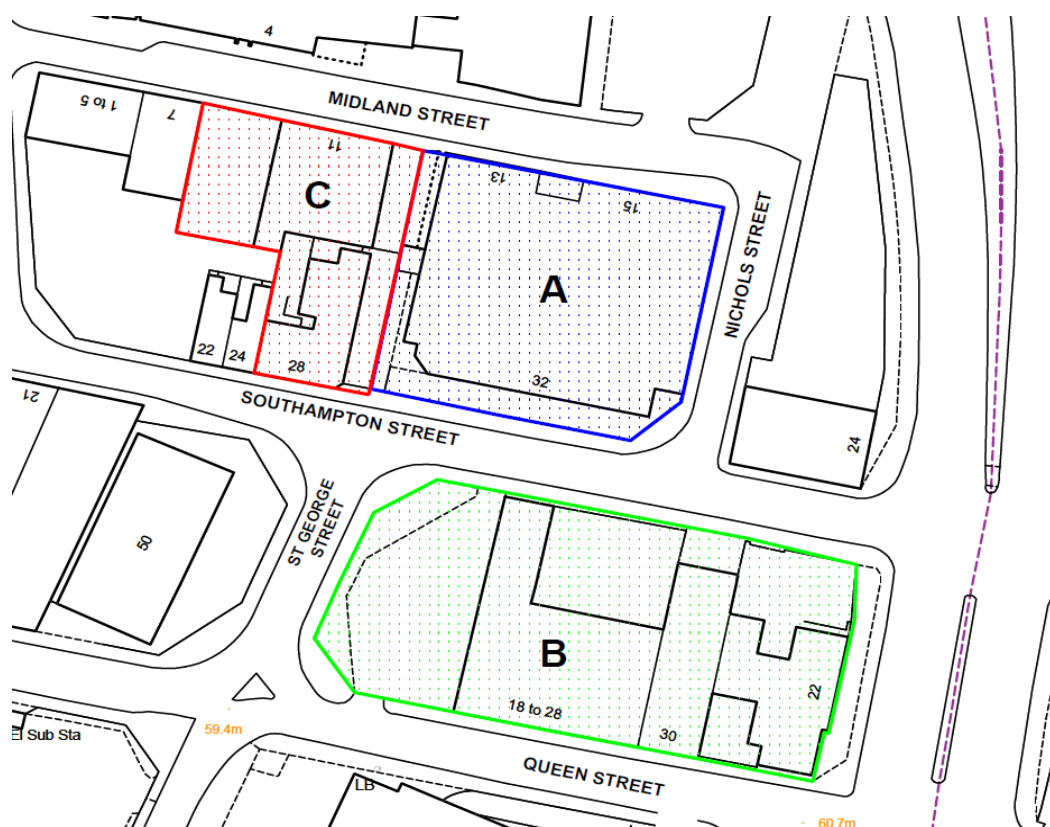 4
MIDLAND STREET
1 to 5
7
11
C
13
15
A
NICHOLS STREET
22
24
28
32
SOUTHAMPTON STREET
24
21
50
ST GEORGE
STREET
B
22
18 to 28
30
59.4m
El Sub Sta
QUEEN STREET
LB
60.7m